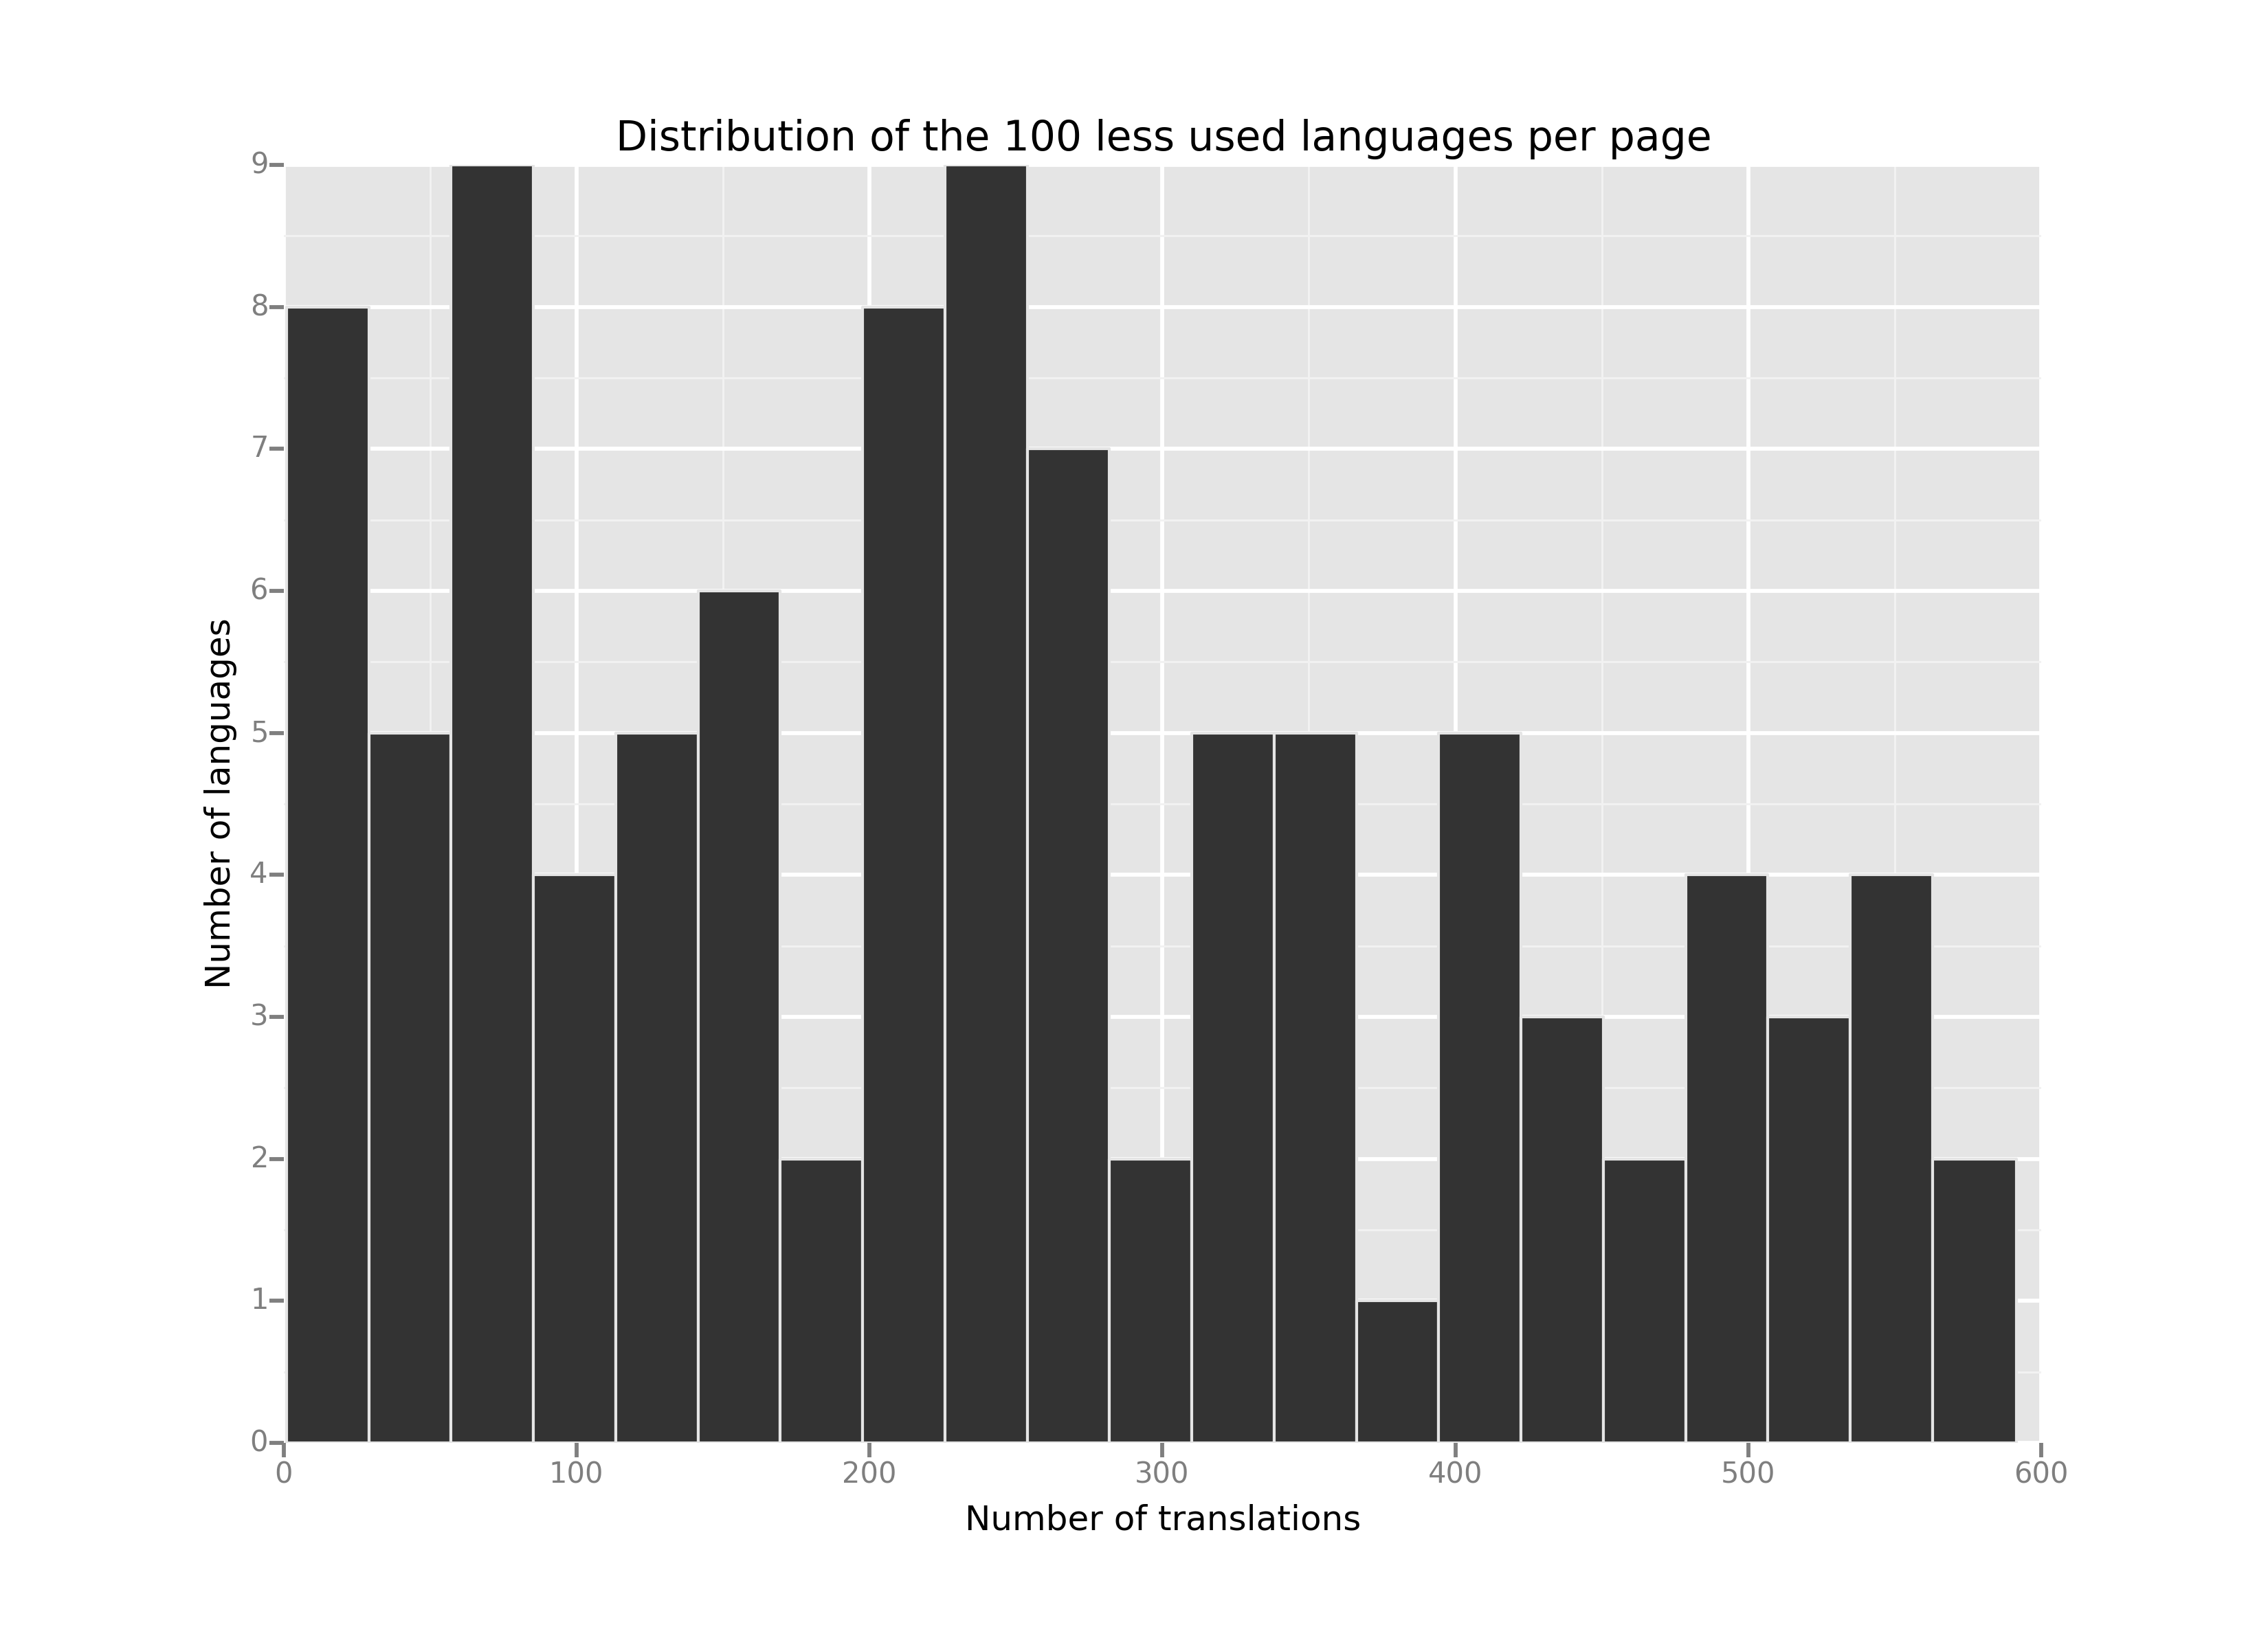 Distribution of the 100 less used languages per page
9
8
7
6
5
4
3
2
1
0
Number of languages
0 100 200 300 400 500 600
Number of translations